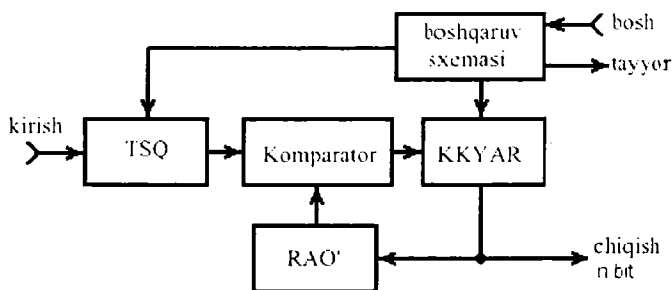 boshqaruv
sxemasi
bosh
tayyor
kirish
TSQ
Komparator
KKYAR
RAO'
chiqish
n bit